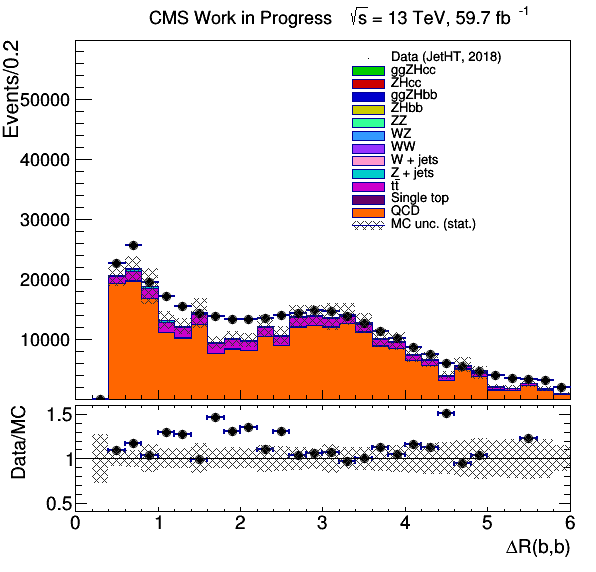 CMS Work in Progress √s = 13 TeV, 59.7 fb -1
Events/0.2
50000
40000
30000
20000
10000
Data (JetHT, 2018)
ggZHcc
ZHcc
ggZHbb
ZHbb
ZZ
WZ
WW
W + jets
Z + jets
tt̄
Single top
QCD
MC unc. (stat.)
Data/MC
1.5
1
0.5
0 1 2 3 4 5 6
ΔR(b,b)